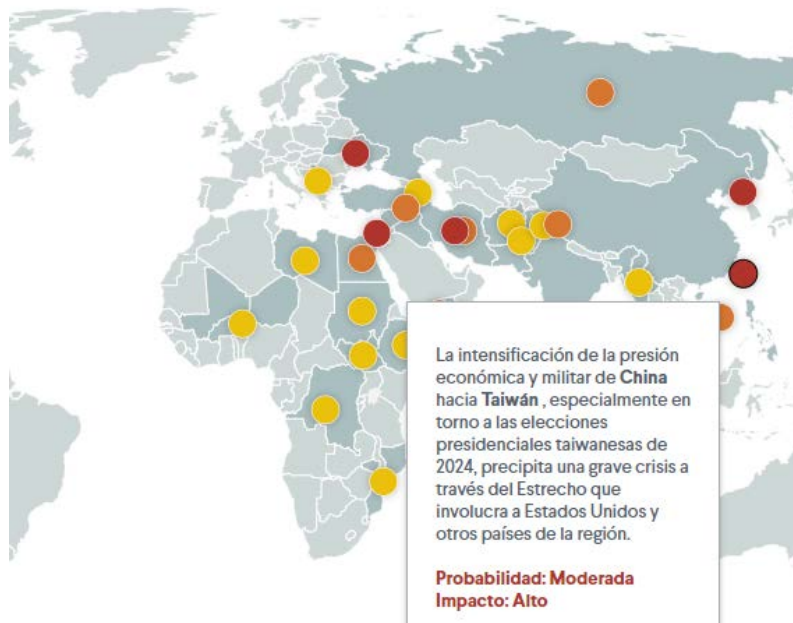 La intensificación de la presión
económica y militar de China
hacia Taiwán , especialmente en
torno a las elecciones
presidenciales taiwanesas de
2024, precipita una grave crisis a
través del Estrecho que
involucra a Estados Unidos y
otros países de la región.
Probabilidad: Moderada
Impacto: Alto